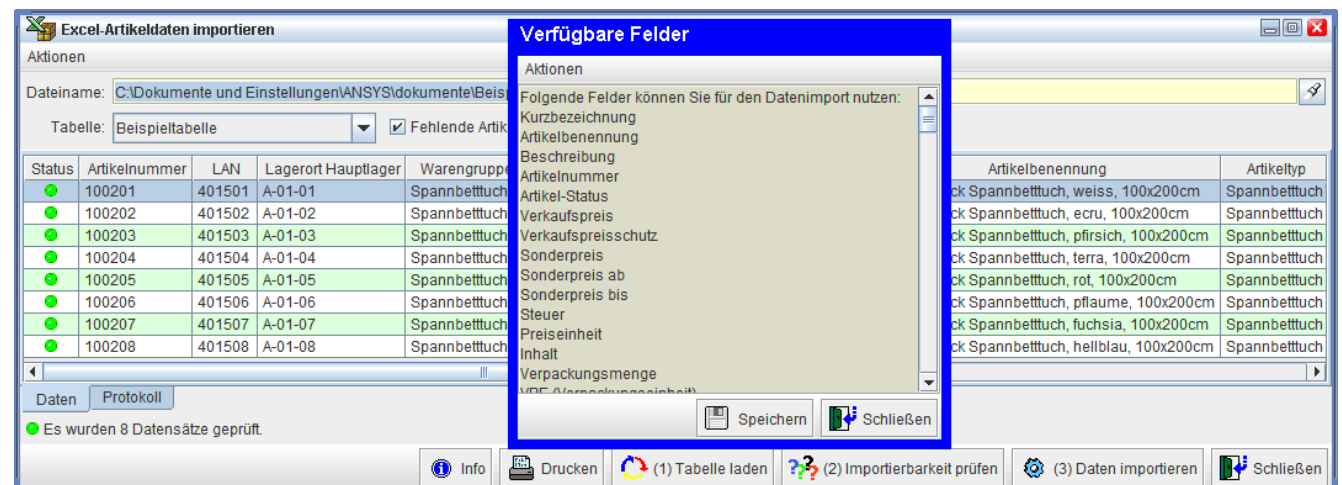 Excel-Artikeldaten importieren
Aktionen
Dateiname: C:\Dokumente und Einstellungen\ANSYS\dokumente\Beisp
Tabelle: Beispieltabelle Fehlende Artik
Status Artikelnummer LAN Lagerort Hauptlager Warengruppe Artikelbenennung Artikeltyp
100201 401501 A-01-01 Spannbetttuch ck Spannbetttuch, weiss, 100x200cm Spannbetttuch
100202 401502 A-01-02 Spannbetttuch ck Spannbetttuch, ecru, 100x200cm Spannbetttuch
100203 401503 A-01-03 Spannbetttuch ck Spannbetttuch, pfirsich, 100x200cm Spannbetttuch
100204 401504 A-01-04 Spannbetttuch ck Spannbetttuch, terra, 100x200cm Spannbetttuch
100205 401505 A-01-05 Spannbetttuch ck Spannbetttuch, rot, 100x200cm Spannbetttuch
100206 401506 A-01-06 Spannbetttuch ck Spannbetttuch, pflaume, 100x200cm Spannbetttuch
100207 401507 A-01-07 Spannbetttuch ck Spannbetttuch, fuchsia, 100x200cm Spannbetttuch
100208 401508 A-01-08 Spannbetttuch ck Spannbetttuch, hellblau, 100x200cm Spannbetttuch
Daten Protokoll
Es wurden 8 Datensätze geprüft.
Verfügbare Felder
Aktionen
Folgende Felder können Sie für den Datenimport nutzen:
Kurzbezeichnung
Artikelbenennung
Beschreibung
Artikelnummer
Artikel-Status
Verkaufspreis
Verkaufspreisschutz
Sonderpreis
Sonderpreis ab
Sonderpreis bis
Steuer
Preiseinheit
Inhalt
Verpackungsmenge
VPE (Verpackungseinheit)
Speichern Schließen
Info Drucken (1) Tabelle laden (2) Importierbarkeit prüfen (3) Daten importieren Schließen